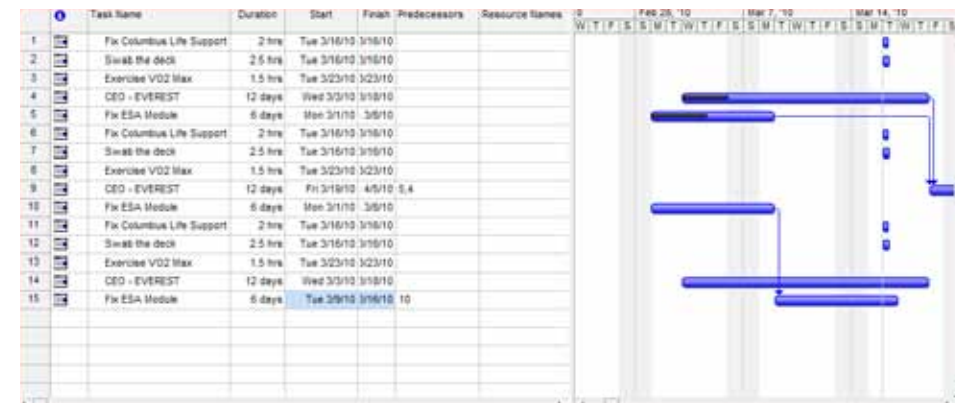 Task Name Duration Start Finish Predecessors Resource Names Feb 28, '10 Mar 7, '10 Mar 14, '10
W T F S S M T W T F S S M T W T F S S M T W T F S
1 Fix Columbus Life Support 2 hrs Tue 3/16/10 3/16/10
2 Swab the deck 2.5 hrs Tue 3/16/10 3/16/10
3 Exercise VO2 Max 1.5 hrs Tue 3/23/10 3/23/10
4 CEO - EVEREST 12 days Wed 3/3/10 3/18/10
5 Fix ESA Module 6 days Mon 3/1/10 3/8/10
6 Fix Columbus Life Support 2 hrs Tue 3/16/10 3/16/10
7 Swab the deck 2.5 hrs Tue 3/16/10 3/16/10
8 Exercise VO2 Max 1.5 hrs Tue 3/23/10 3/23/10
9 CEO - EVEREST 12 days Fri 3/19/10 4/5/10 5,4
10 Fix ESA Module 6 days Mon 3/1/10 3/8/10
11 Fix Columbus Life Support 2 hrs Tue 3/16/10 3/16/10
12 Swab the deck 2.5 hrs Tue 3/16/10 3/16/10
13 Exercise VO2 Max 1.5 hrs Tue 3/23/10 3/23/10
14 CEO - EVEREST 12 days Wed 3/3/10 3/18/10
15 Fix ESA Module 6 days Tue 3/9/10 3/16/10 10